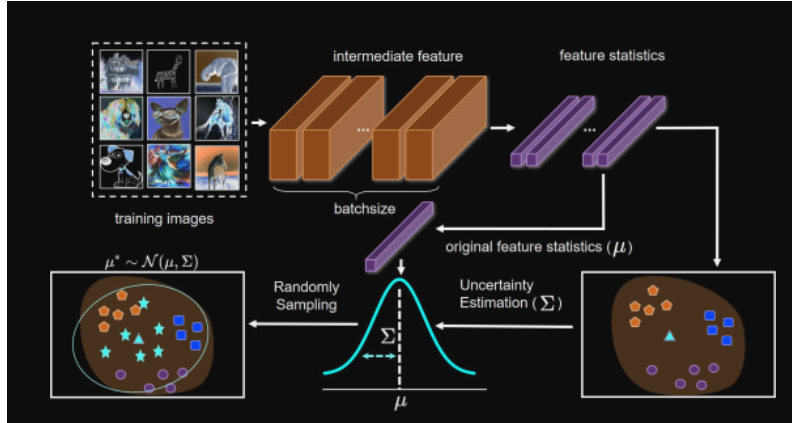 intermediate feature
feature statistics
...
...
training images
batchsize
original feature statistics (μ)
μ* ∼ 𝒩(μ, Σ)
Randomly
Sampling
Uncertainty
Estimation (Σ)
Σ
μ